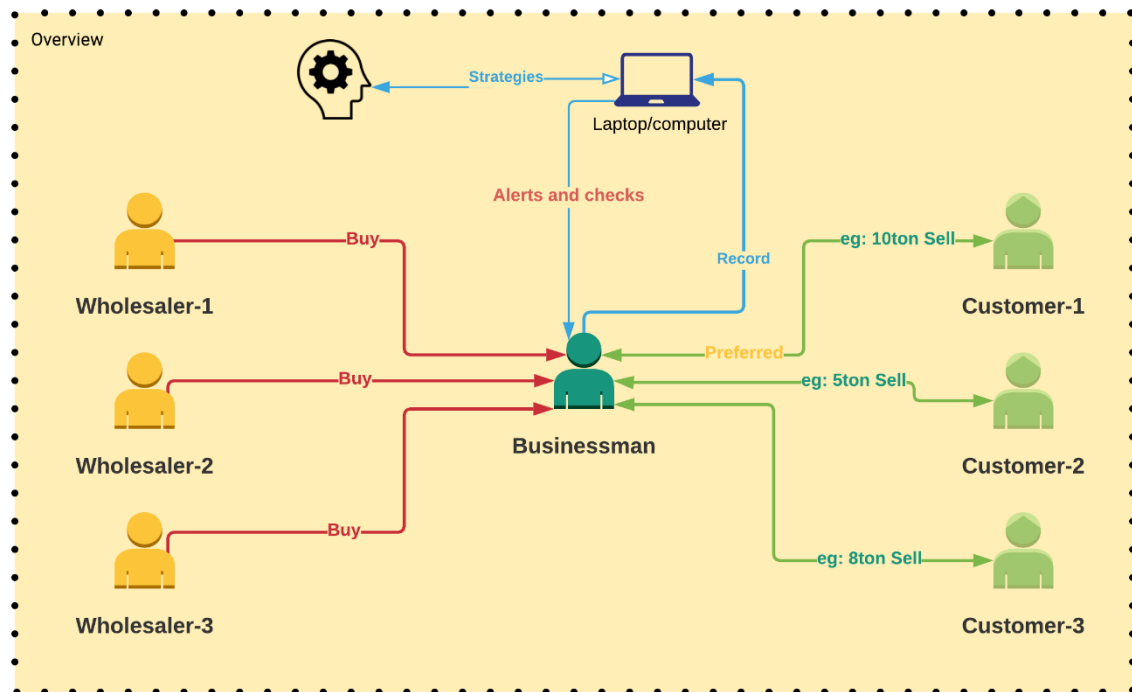 Overview
Strategies
Laptop/computer
Alerts and checks
Buy
eg: 10ton Sell
Record
Wholesaler-1
Customer-1
Preferred
Buy
eg: 5ton Sell
Businessman
Wholesaler-2
Customer-2
Buy
eg: 8ton Sell
Wholesaler-3
Customer-3